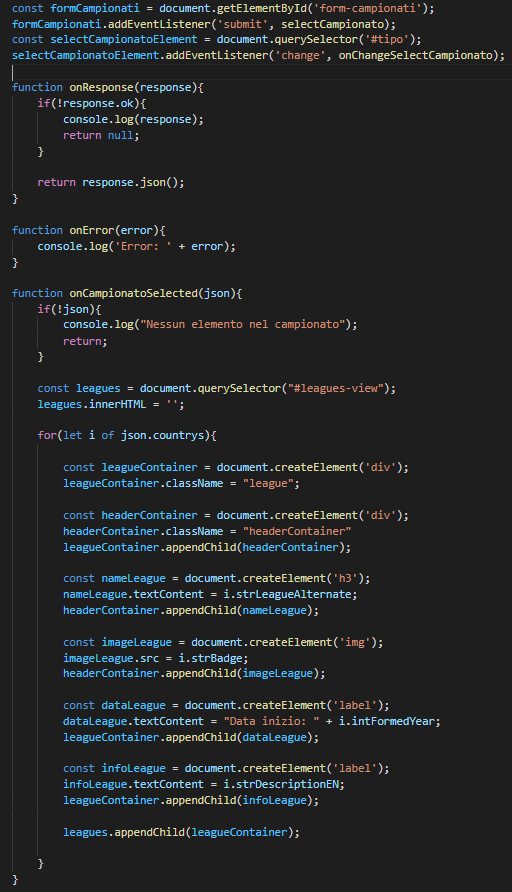 const formCampionati = document.getElementById('form-campionati');
formCampionati.addEventListener('submit', selectCampionato);
const selectCampionatoElement = document.querySelector('#tipo');
selectCampionatoElement.addEventListener('change', onChangeSelectCampionato);
function onResponse(response){
if(!response.ok){
console.log(response);
return null;
}
return response.json();
}
function onError(error){
console.log('Error: ' + error);
}
function onCampionatoSelected(json){
if(!json){
console.log("Nessun elemento nel campionato");
return;
}
const leagues = document.querySelector("#leagues-view");
leagues.innerHTML = '';
for(let i of json.countrys){
const leagueContainer = document.createElement('div');
leagueContainer.className = "league";
const headerContainer = document.createElement('div');
headerContainer.className = "headerContainer"
leagueContainer.appendChild(headerContainer);
const nameLeague = document.createElement('h3');
nameLeague.textContent = i.strLeagueAlternate;
headerContainer.appendChild(nameLeague);
const imageLeague = document.createElement('img');
imageLeague.src = i.strBadge;
headerContainer.appendChild(imageLeague);
const dataLeague = document.createElement('label');
dataLeague.textContent = "Data inizio: " + i.intFormedYear;
leagueContainer.appendChild(dataLeague);
const infoLeague = document.createElement('label');
infoLeague.textContent = i.strDescriptionEN;
leagueContainer.appendChild(infoLeague);
leagues.appendChild(leagueContainer);
}
}